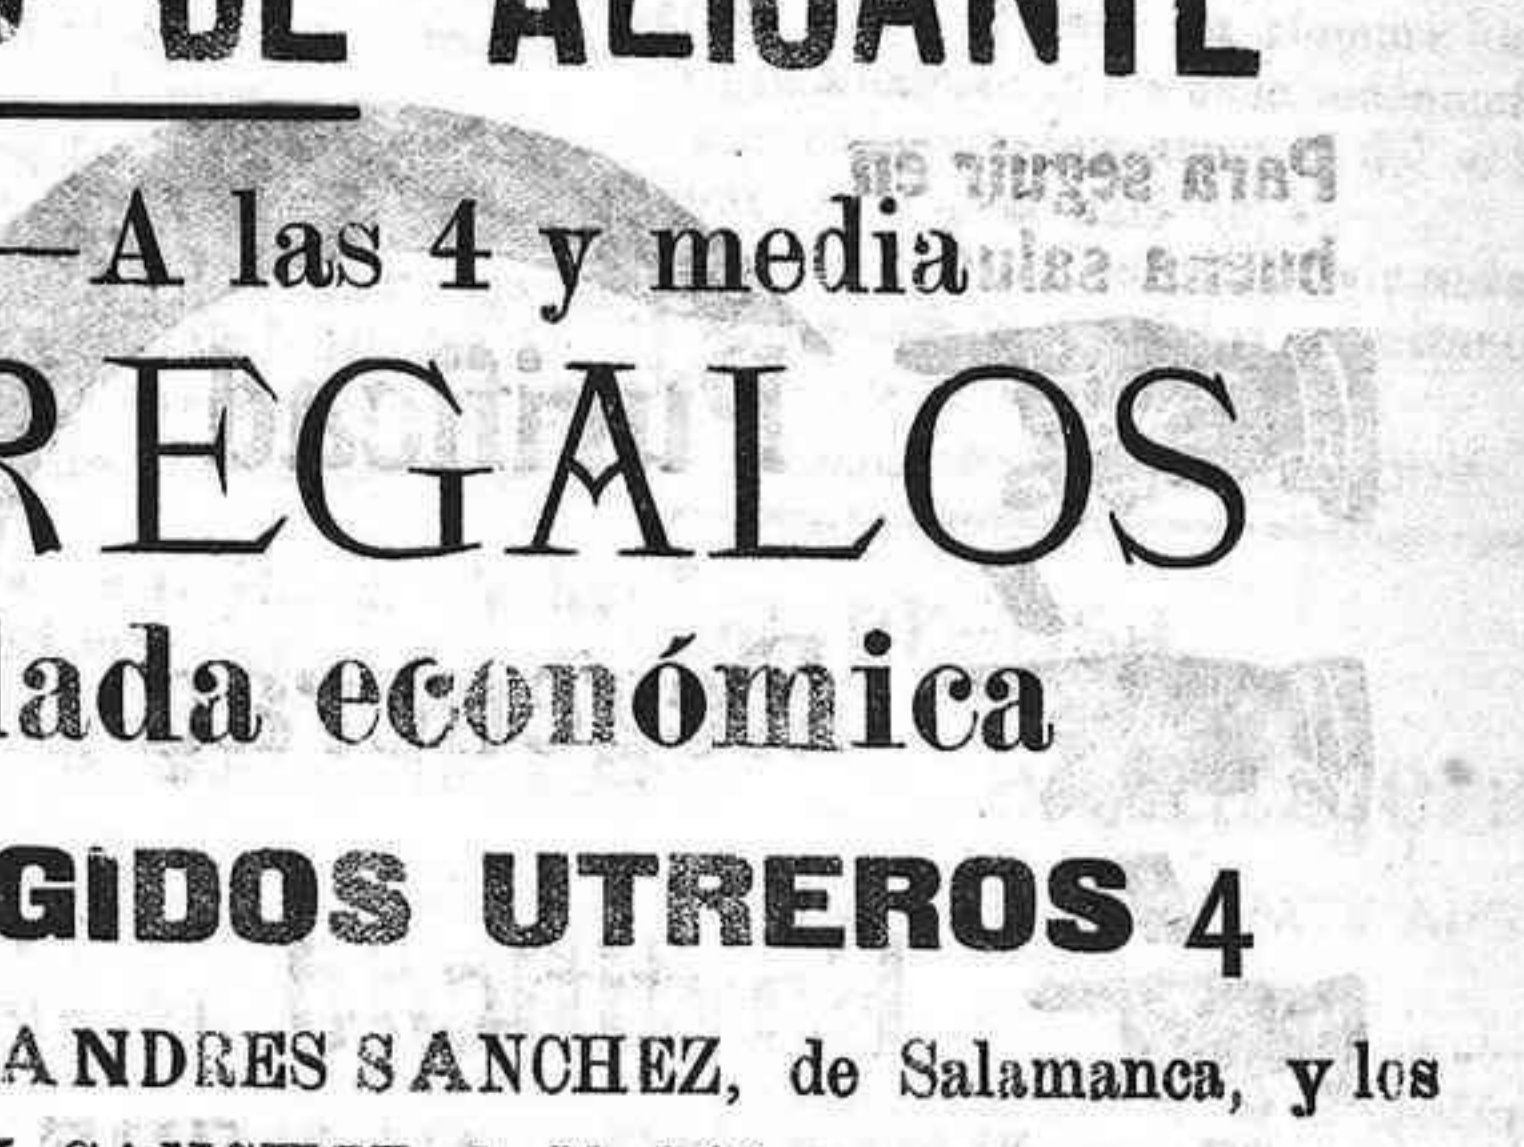 DE ALICANTE
—A las 4 y media
REGALOS
lada económica
GIDOS UTREROS 4
ANDRES SANCHEZ, de Salamanca, y los